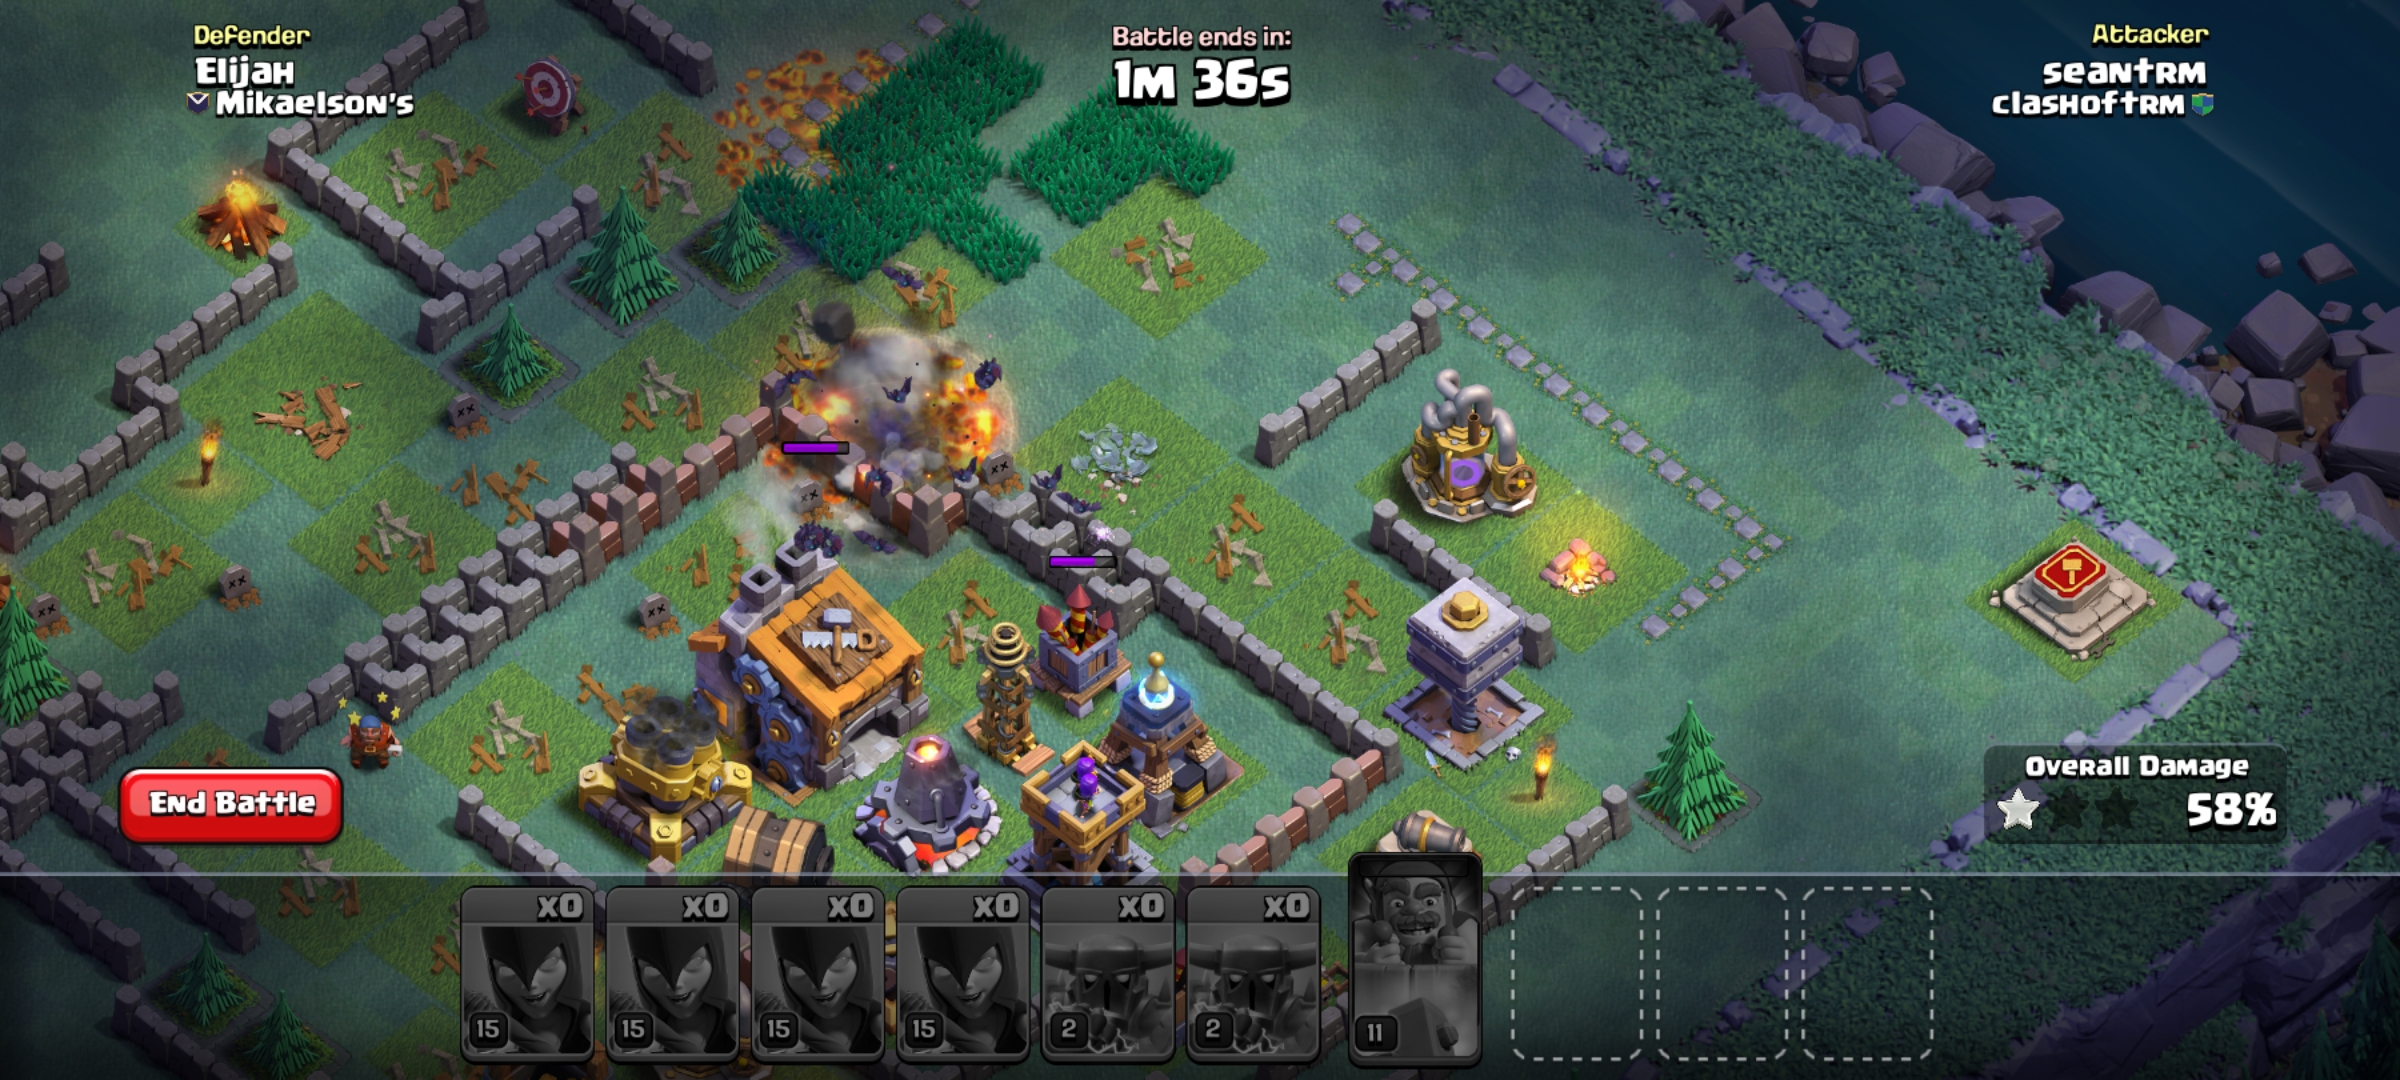 Defender
Elijah
Mikaelson's
Battle ends in:
1m 36s
Attacker
seantrm
clashoftrm
End Battle
Overall Damage
58%
x0 x0 x0 x0 x0 x0
15 15 15 15 2 2 11